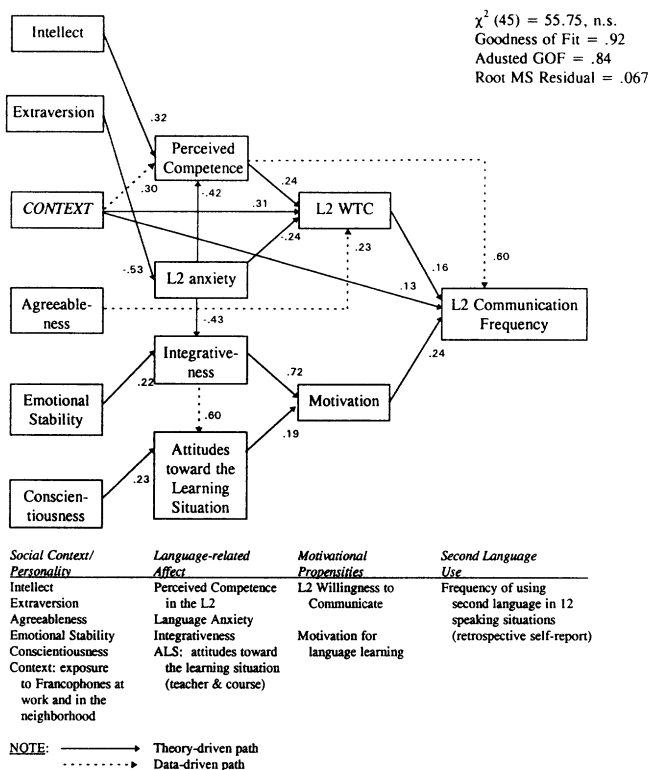 χ² (45) = 55.75, n.s.
Goodness of Fit = .92
Adusted GOF = .84
Root MS Residual = .067
Intellect
Extraversion
CONTEXT
Agreeable-
ness
Emotional
Stability
Conscien-
tiousness
.32
.30
-.53
.22
.23
Perceived
Competence
-.42
L2 anxiety
-.43
Integrative-
ness
.60
Attitudes
toward the
Learning
Situation
.24
.31
-.24
.72
.19
L2 WTC
.23
Motivation
.16
.13
.24
.60
L2 Communication
Frequency
Social Context/
Personality
Intellect
Extraversion
Agreeableness
Emotional Stability
Conscientiousness
Context: exposure
to Francophones at
work and in the
neighborhood
Language-related
Affect
Perceived Competence
in the L2
Language Anxiety
Integrativeness
ALS: attitudes toward
the learning situation
(teacher & course)
Motivational
Propensities
L2 Willingness to
Communicate
Motivation for
language learning
Second Language
Use
Frequency of using
second language in 12
speaking situations
(retrospective self-report)
NOTE: Theory-driven path
Data-driven path